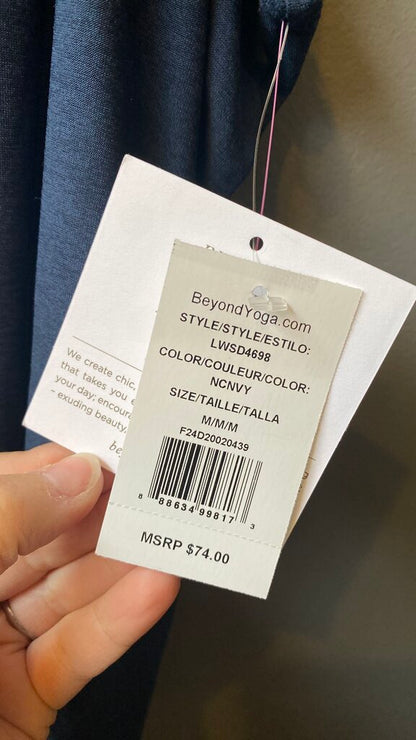 BeyondYoga.com
STYLE/STYLE/ESTILO:
LWSD4698
COLOR/COULEUR/COLOR:
NCNVY
SIZE/TAILLE/TALLA
M/M/M
F24D20020439
8 88634 99817 3
MSRP $74.00
We create chic,
that takes you
your day; encour
- exuding beauty,
be